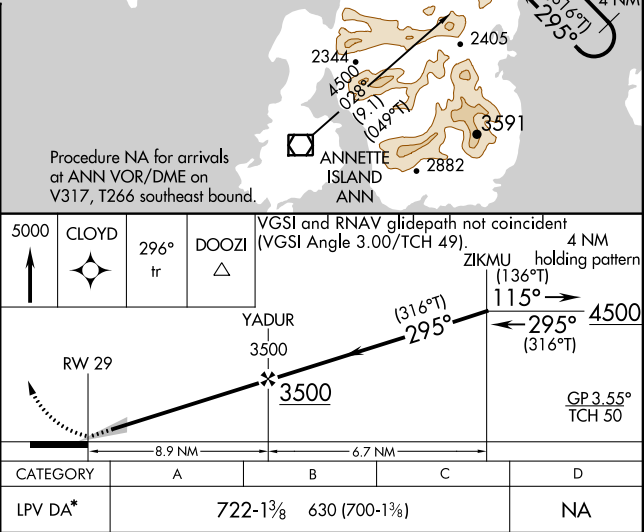 4 NM
(316°T)
295°
2405
2344
4500
028°
(9.1)
(049°T)
3591
2882
ANNETTE
ISLAND
ANN
Procedure NA for arrivals
at ANN VOR/DME on
V317, T266 southeast bound.
5000
CLOYD
296°
tr
DOOZI
VGSI and RNAV glidepath not coincident
(VGSI Angle 3.00/TCH 49).
4 NM
holding pattern
ZIKMU
(136°T)
115°
4500
295°
(316°T)
(316°T)
295°
YADUR
3500
3500
RW 29
GP 3.55°
TCH 50
8.9 NM
6.7 NM
CATEGORY A B C D
LPV DA* 722-1⅜ 630 (700-1⅜) NA